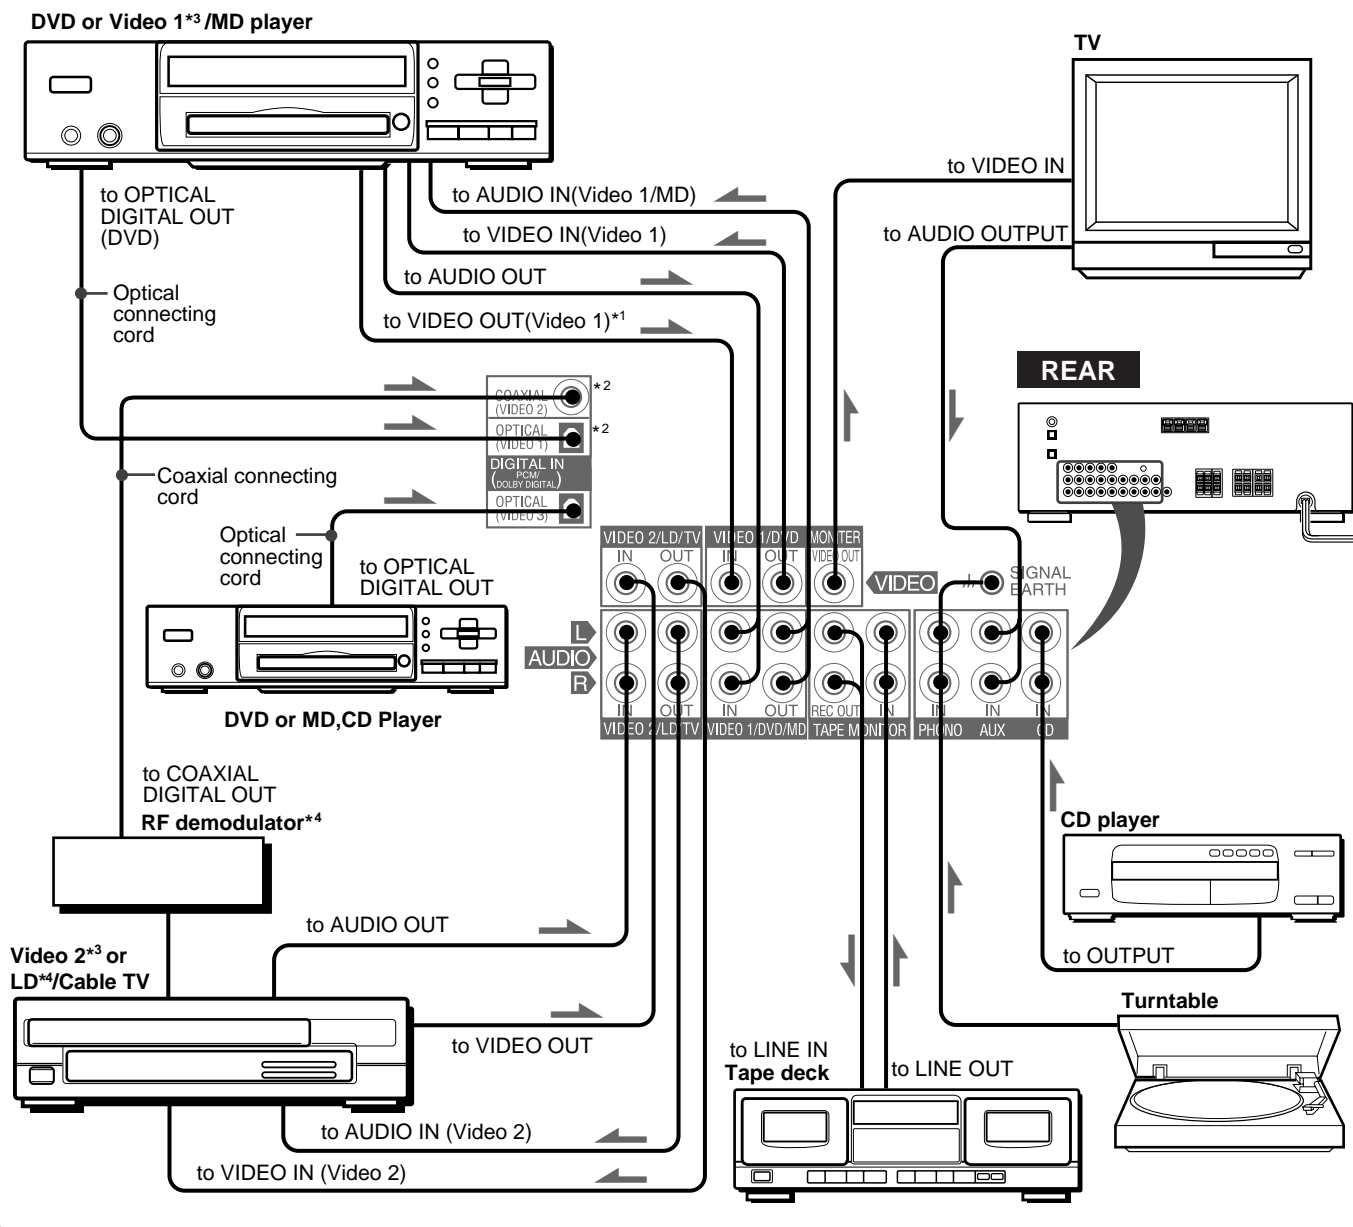 DVD or Video 1*3 /MD player
TV
to VIDEO IN
to AUDIO OUTPUT
to OPTICAL
DIGITAL OUT
(DVD)
to AUDIO IN(Video 1/MD)
to VIDEO IN(Video 1)
to AUDIO OUT
to VIDEO OUT(Video 1)*1
Optical
connecting
cord
REAR
COAXIAL
(VIDEO 2)
*2
OPTICAL
(VIDEO 1)
*2
DIGITAL IN
(PCM/
DOLBY DIGITAL)
OPTICAL
(VIDEO 3)
Coaxial connecting
cord
Optical
connecting
cord
to OPTICAL
DIGITAL OUT
DVD or MD,CD Player
VIDEO 2/LD/TV
VIDEO 1/DVD
MONITER
IN
OUT
IN
OUT
VIDEO OUT
VIDEO
SIGNAL
EARTH
L
AUDIO
R
IN
OUT
IN
OUT
REC OUT
IN
IN
IN
IN
VIDEO 2/LD/TV
VIDEO 1/DVD/MD
TAPE MONITOR
PHONO
AUX
CD
to COAXIAL
DIGITAL OUT
RF demodulator*4
CD player
to OUTPUT
to AUDIO OUT
Video 2*3 or
LD*4/Cable TV
to VIDEO OUT
Turntable
to LINE IN
Tape deck
to LINE OUT
to AUDIO IN (Video 2)
to VIDEO IN (Video 2)